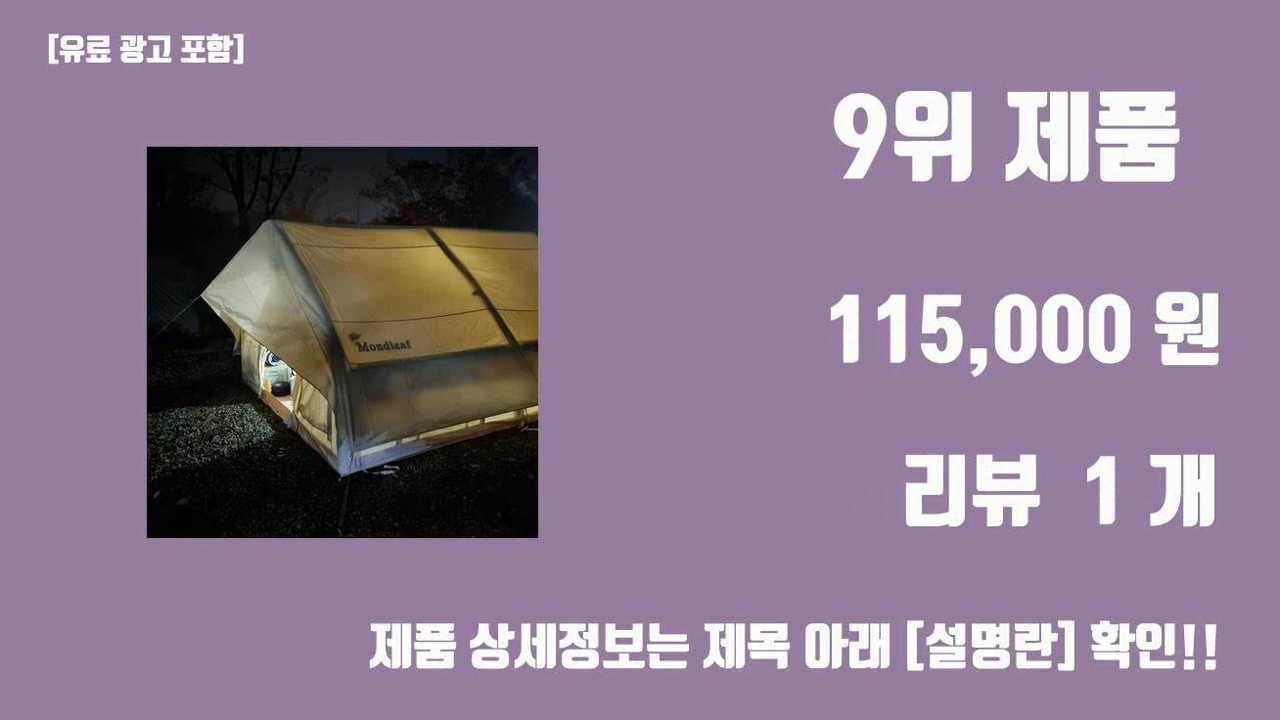 [유료 광고 포함]
9위 제품
Mondleaf
115,000 원
리뷰 1 개
제품 상세정보는 제목 아래 [설명란] 확인!!